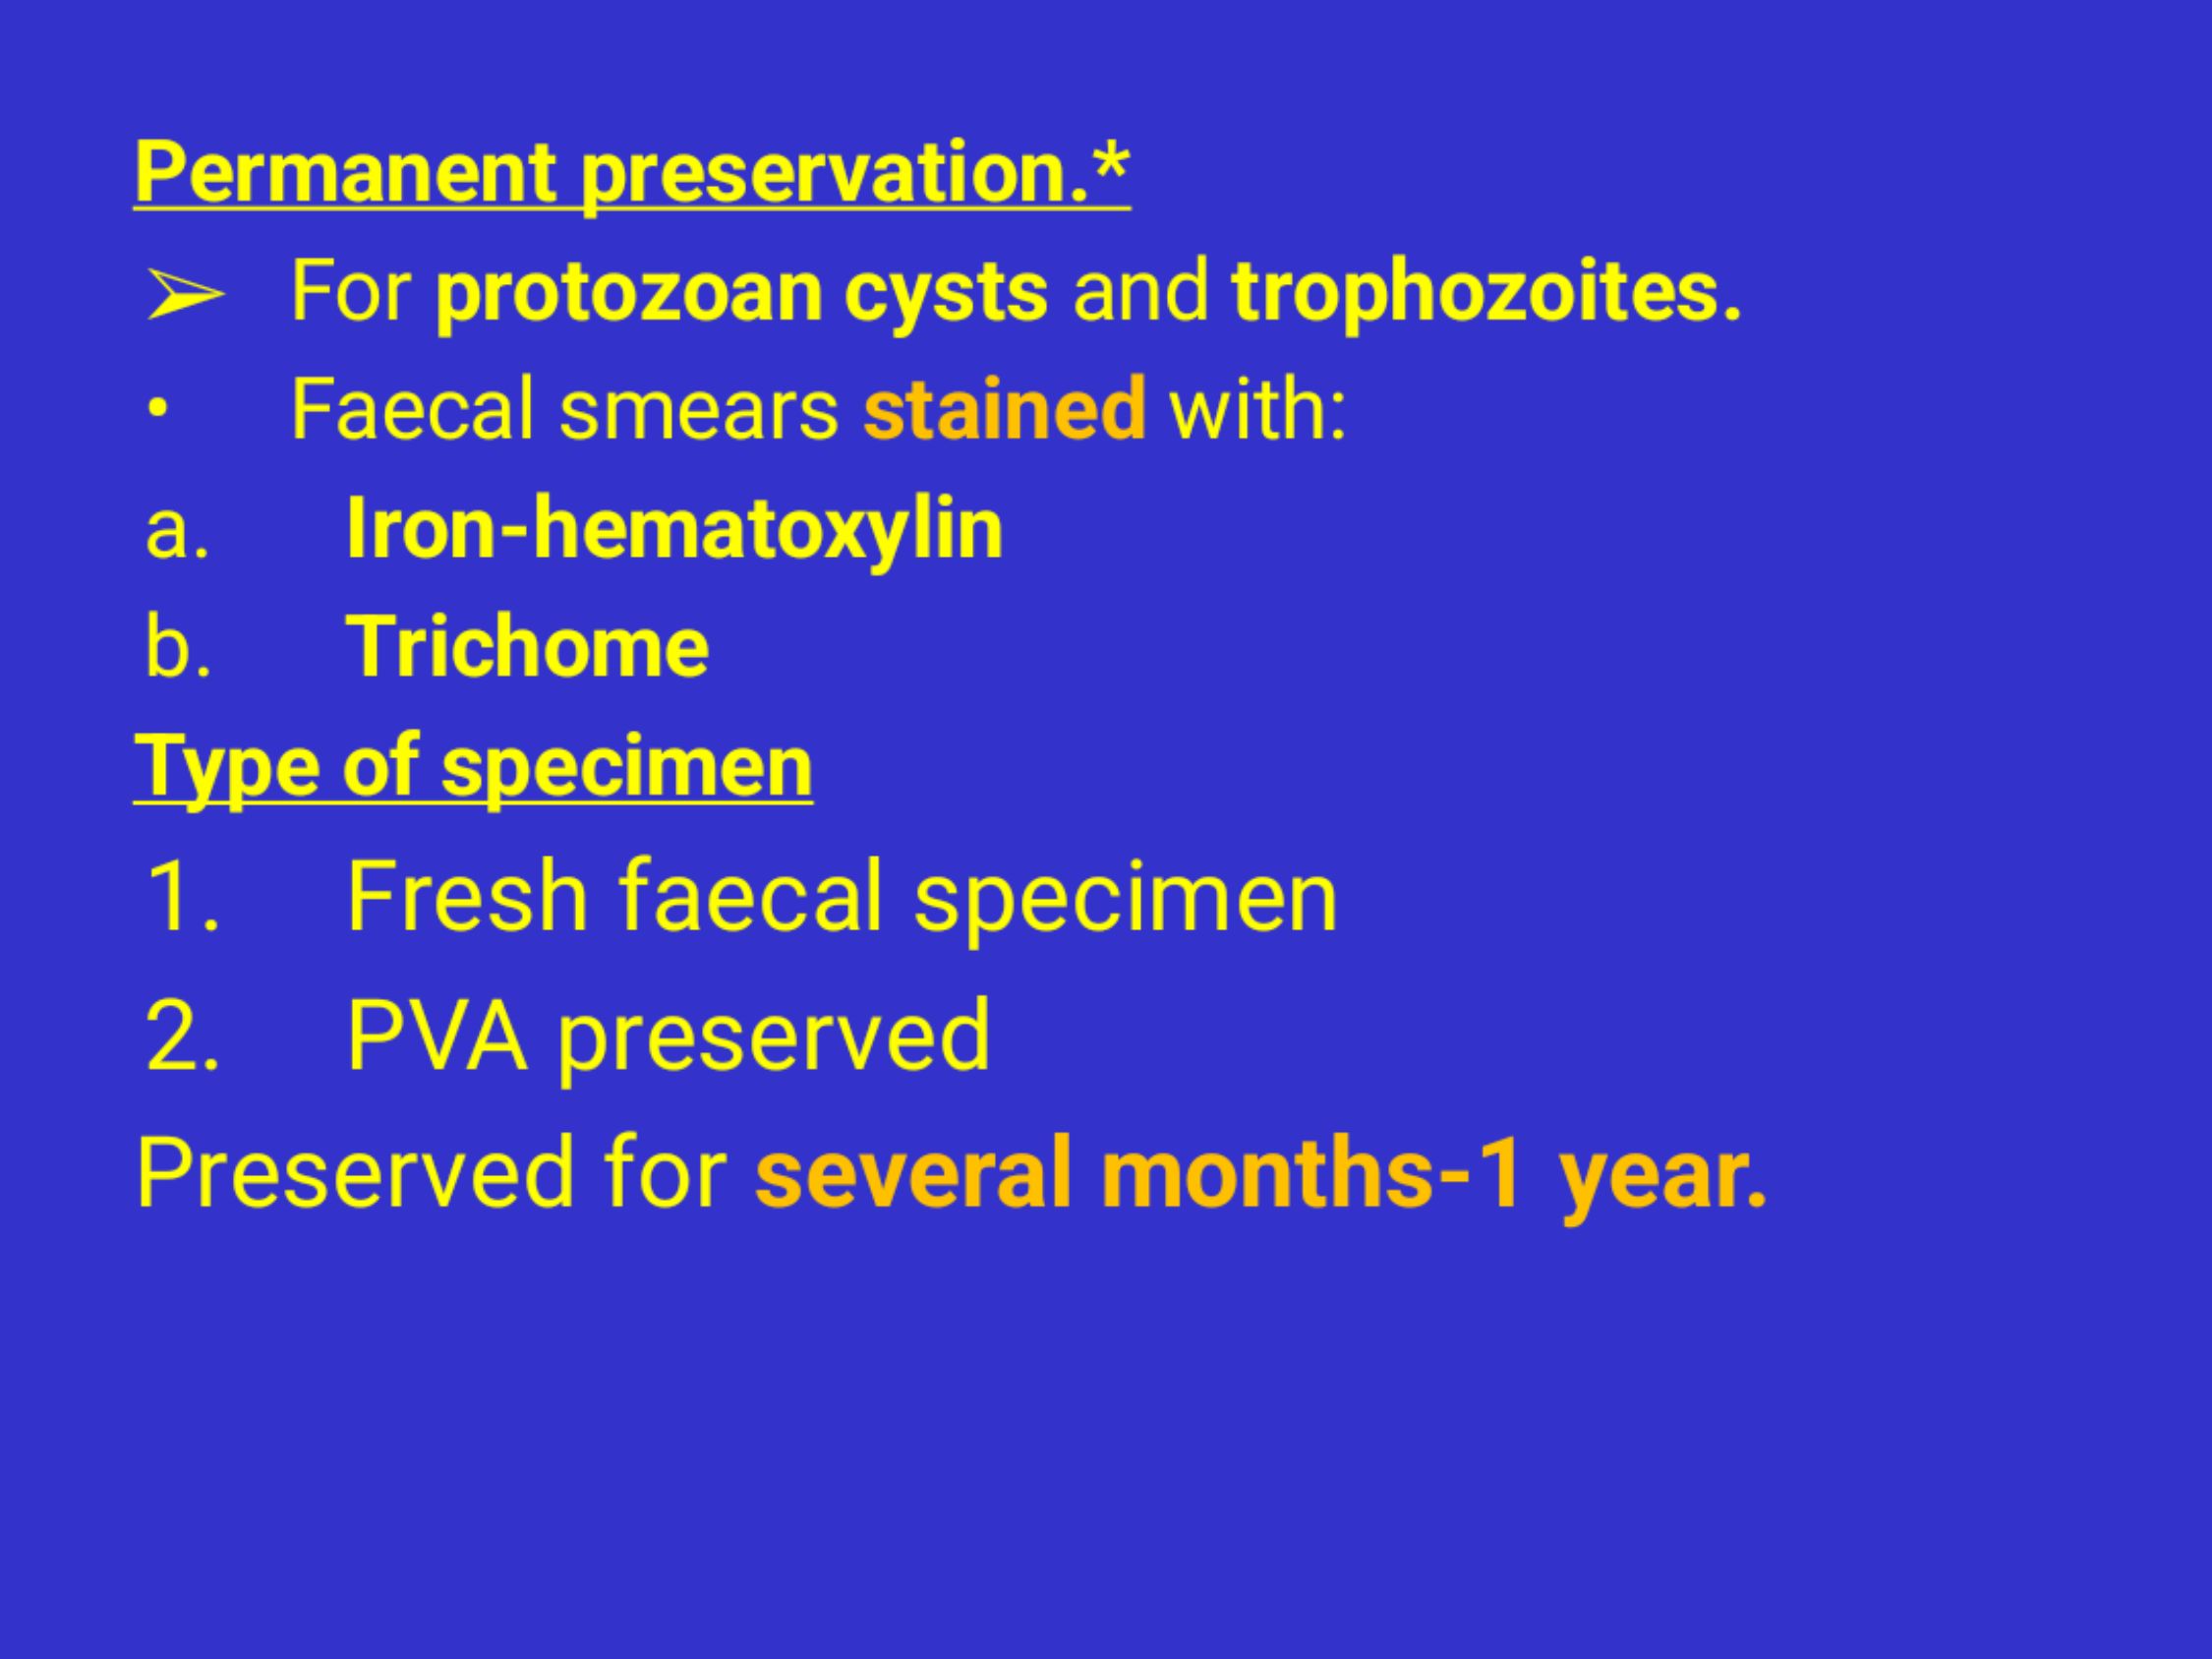 Permanent preservation.*
➢ For protozoan cysts and trophozoites.
• Faecal smears stained with:
a. Iron-hematoxylin
b. Trichome
Type of specimen
1. Fresh faecal specimen
2. PVA preserved
Preserved for several months-1 year.